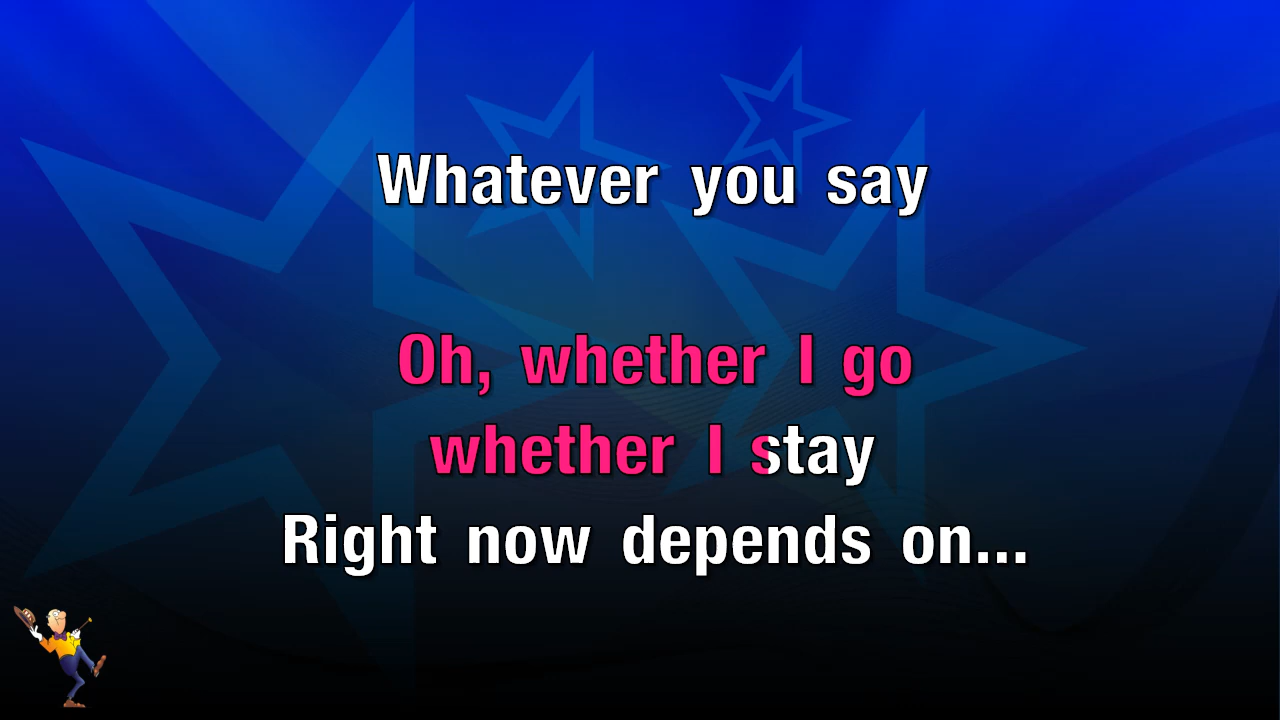 Whatever you say
Oh, whether I go
whether I stay
Right now depends on...